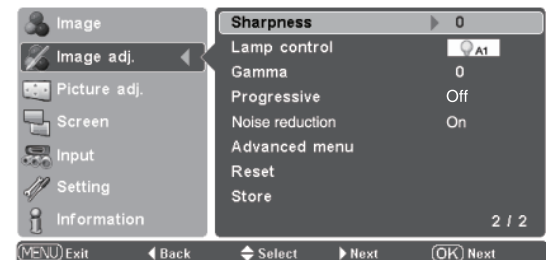 Image
Image adj.
Picture adj.
Screen
Input
Setting
Information
Sharpness 0
Lamp control A1
Gamma 0
Progressive Off
Noise reduction On
Advanced menu
Reset
Store
2 / 2
MENU Exit Back Select Next OK Next